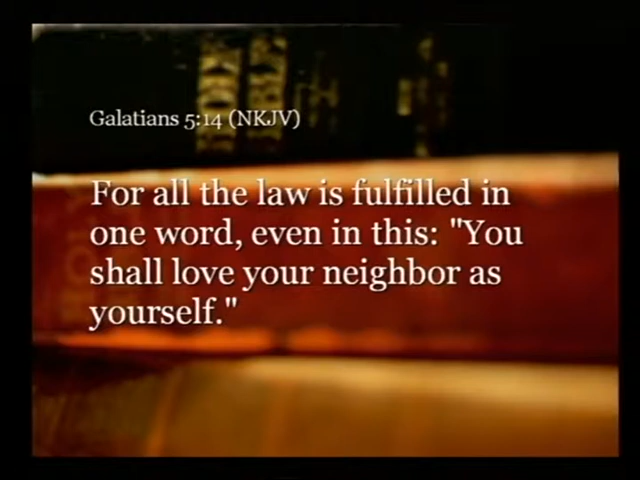 Galatians 5:14 (NKJV)
For all the law is fulfilled in
one word, even in this: "You
shall love your neighbor as
yourself."